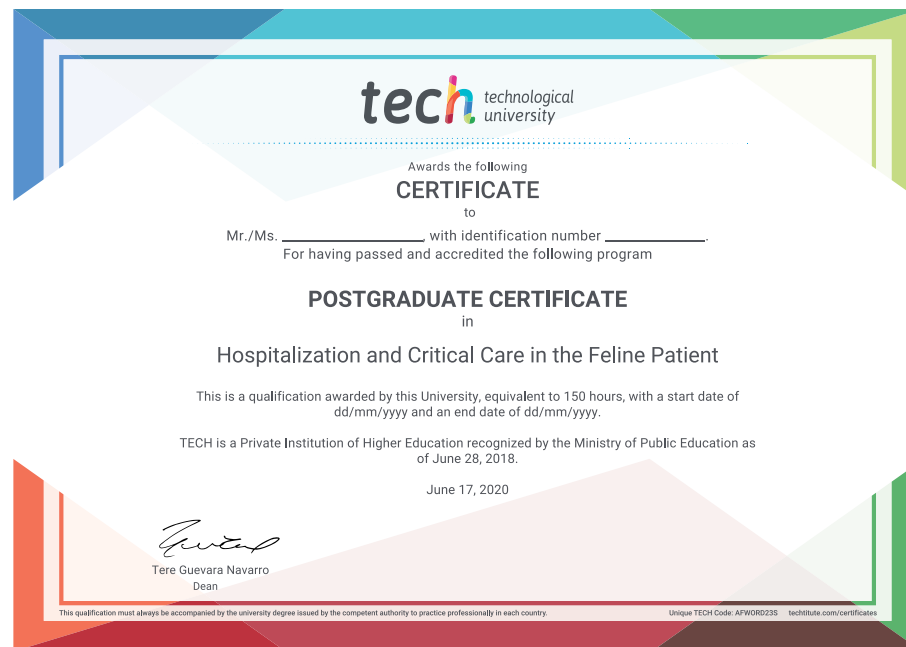 tech technological
university
Awards the following
CERTIFICATE
to
Mr./Ms. ____________________, with identification number ______________.
For having passed and accredited the following program
POSTGRADUATE CERTIFICATE
in
Hospitalization and Critical Care in the Feline Patient
This is a qualification awarded by this University, equivalent to 150 hours, with a start date of
dd/mm/yyyy and an end date of dd/mm/yyyy.
TECH is a Private Institution of Higher Education recognized by the Ministry of Public Education as
of June 28, 2018.
June 17, 2020
Tere Guevara Navarro
Dean
This qualification must always be accompanied by the university degree issued by the competent authority to practice professionally in each country. Unique TECH Code: AFWORD23S techtitute.com/certificates